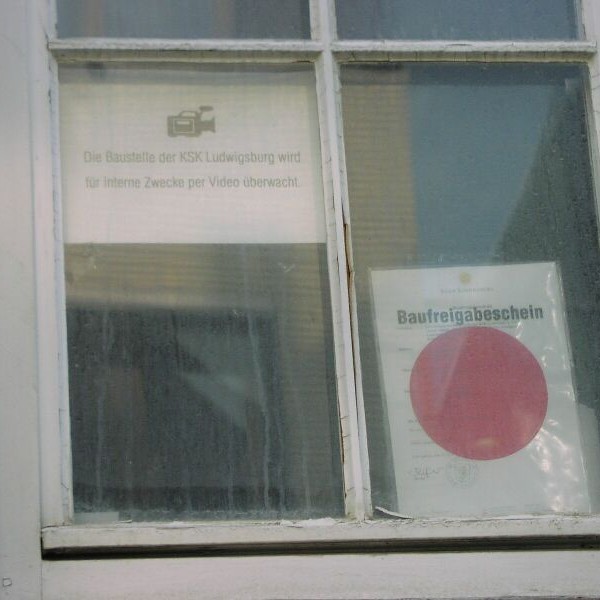 Die Baustelle der KSK Ludwigsburg wird
für interne Zwecke per Video überwacht.
Baufreigabeschein